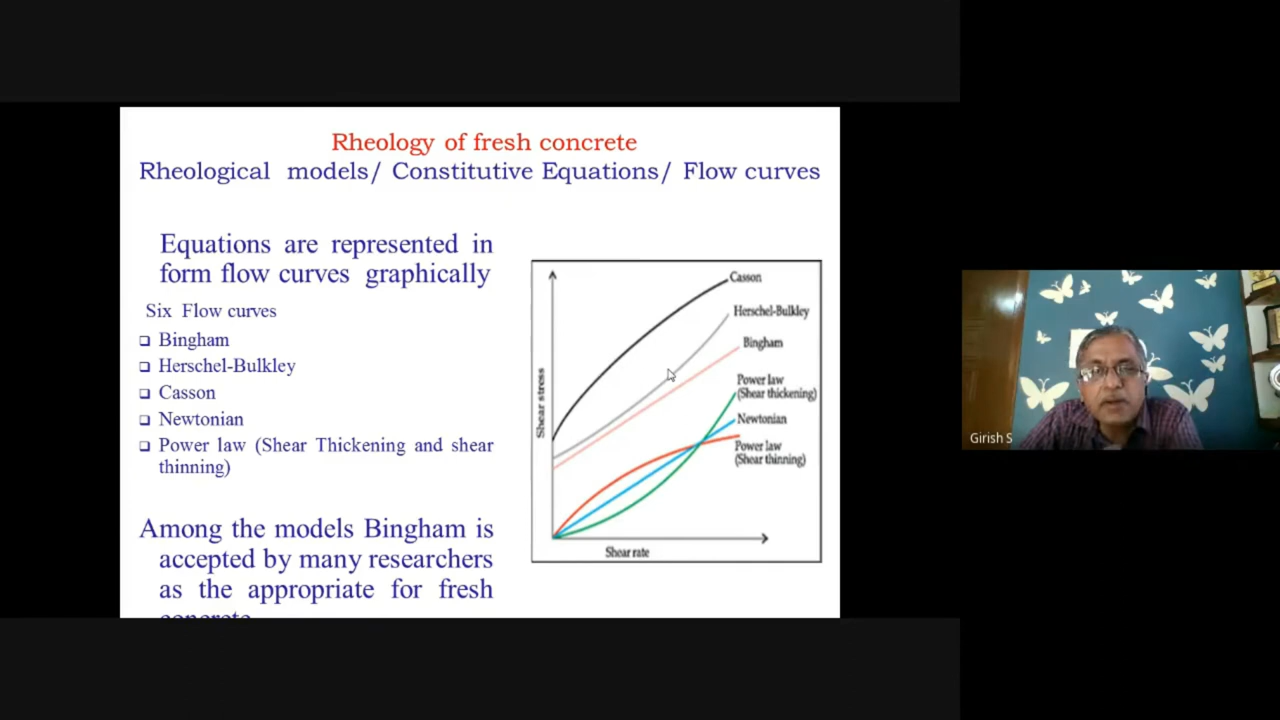 Rheology of fresh concrete
Rheological models/ Constitutive Equations/ Flow curves
Equations are represented in
form flow curves graphically
Six Flow curves
❑ Bingham
❑ Herschel-Bulkley
❑ Casson
❑ Newtonian
❑ Power law (Shear Thickening and shear
thinning)
Among the models Bingham is
accepted by many researchers
as the appropriate for fresh
concrete
Shear stress
Casson
Herschel-Bulkley
Bingham
Power law
(Shear thickening)
Newtonian
Power law
(Shear thinning)
Shear rate
Girish S